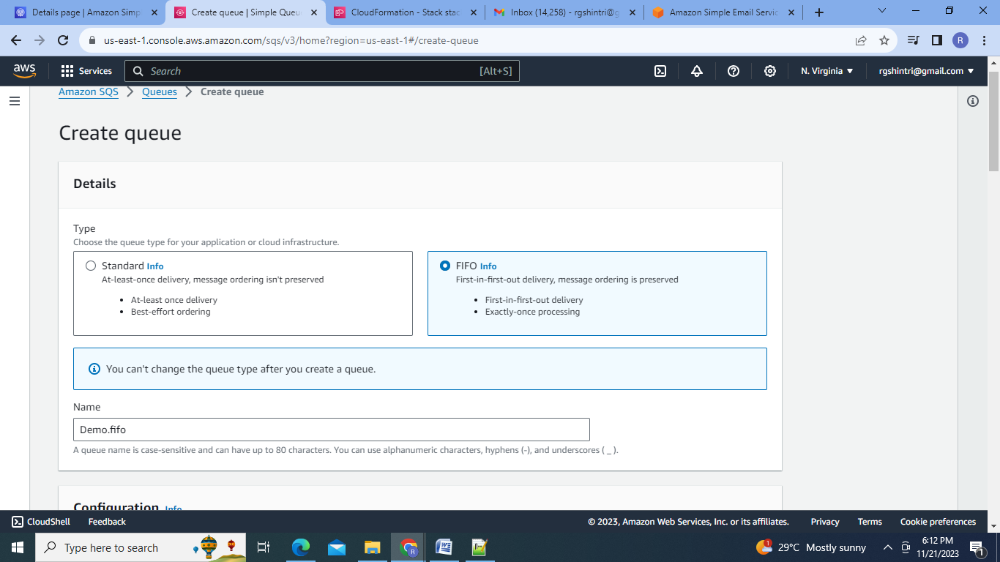 Details page | Amazon Simp
Create queue | Simple Queu
CloudFormation - Stack stac
Inbox (14,258) - rgshintri@g
Amazon Simple Email Servic
us-east-1.console.aws.amazon.com/sqs/v3/home?region=us-east-1#/create-queue
R
aws
Services
Search
[Alt+S]
N. Virginia
rgshintri@gmail.com
Amazon SQS
Queues
Create queue
Create queue
Details
Type
Choose the queue type for your application or cloud infrastructure.
Standard Info
At-least-once delivery, message ordering isn't preserved
At-least once delivery
Best-effort ordering
FIFO Info
First-in-first-out delivery, message ordering is preserved
First-in-first-out delivery
Exactly-once processing
You can't change the queue type after you create a queue.
Name
Demo.fifo
A queue name is case-sensitive and can have up to 80 characters. You can use alphanumeric characters, hyphens (-), and underscores ( _ ).
Configuration Info
CloudShell
Feedback
© 2023, Amazon Web Services, Inc. or its affiliates.
Privacy
Terms
Cookie preferences
Type here to search
R
W
1
29°C Mostly sunny
6:12 PM
11/21/2023
1